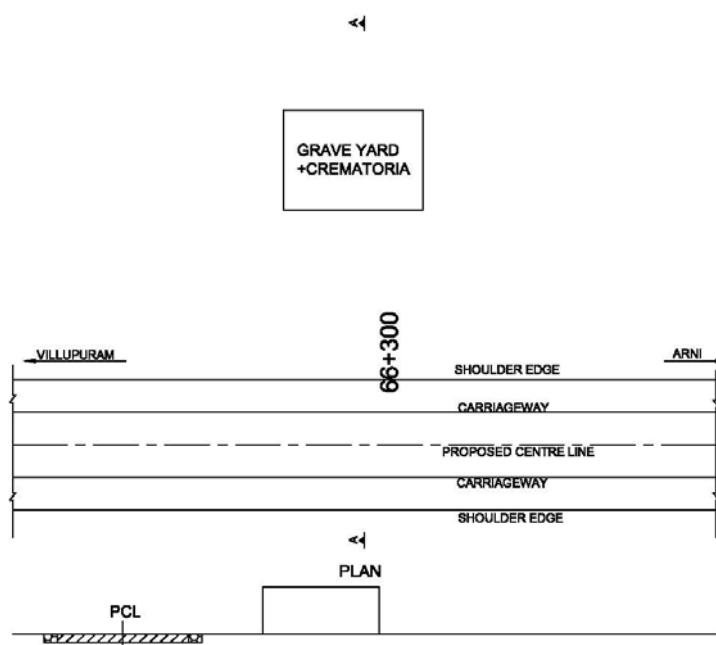 A
GRAVE YARD
+CREMATORIA
66+300
VILLUPURAM
ARNI
SHOULDER EDGE
CARRIAGEWAY
PROPOSED CENTRE LINE
CARRIAGEWAY
SHOULDER EDGE
A
PLAN
PCL